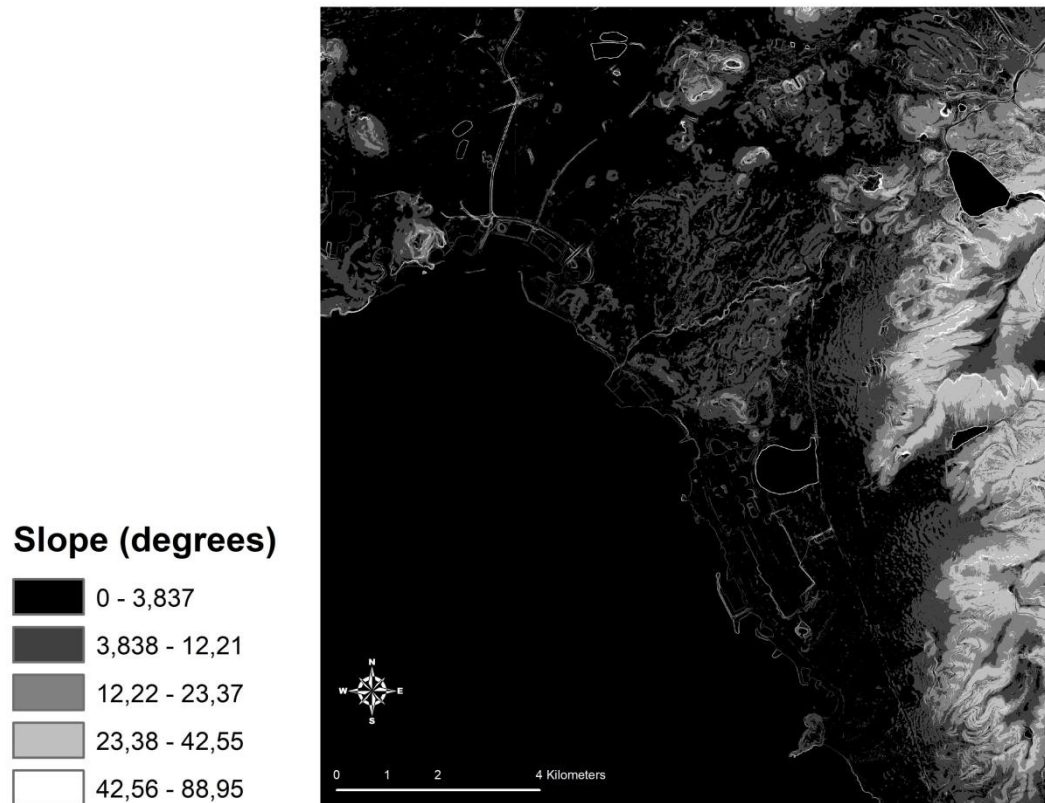 Slope (degrees)
0 - 3,837
3,838 - 12,21
12,22 - 23,37
23,38 - 42,55
42,56 - 88,95
N
W E
S
0 1 2 4 Kilometers